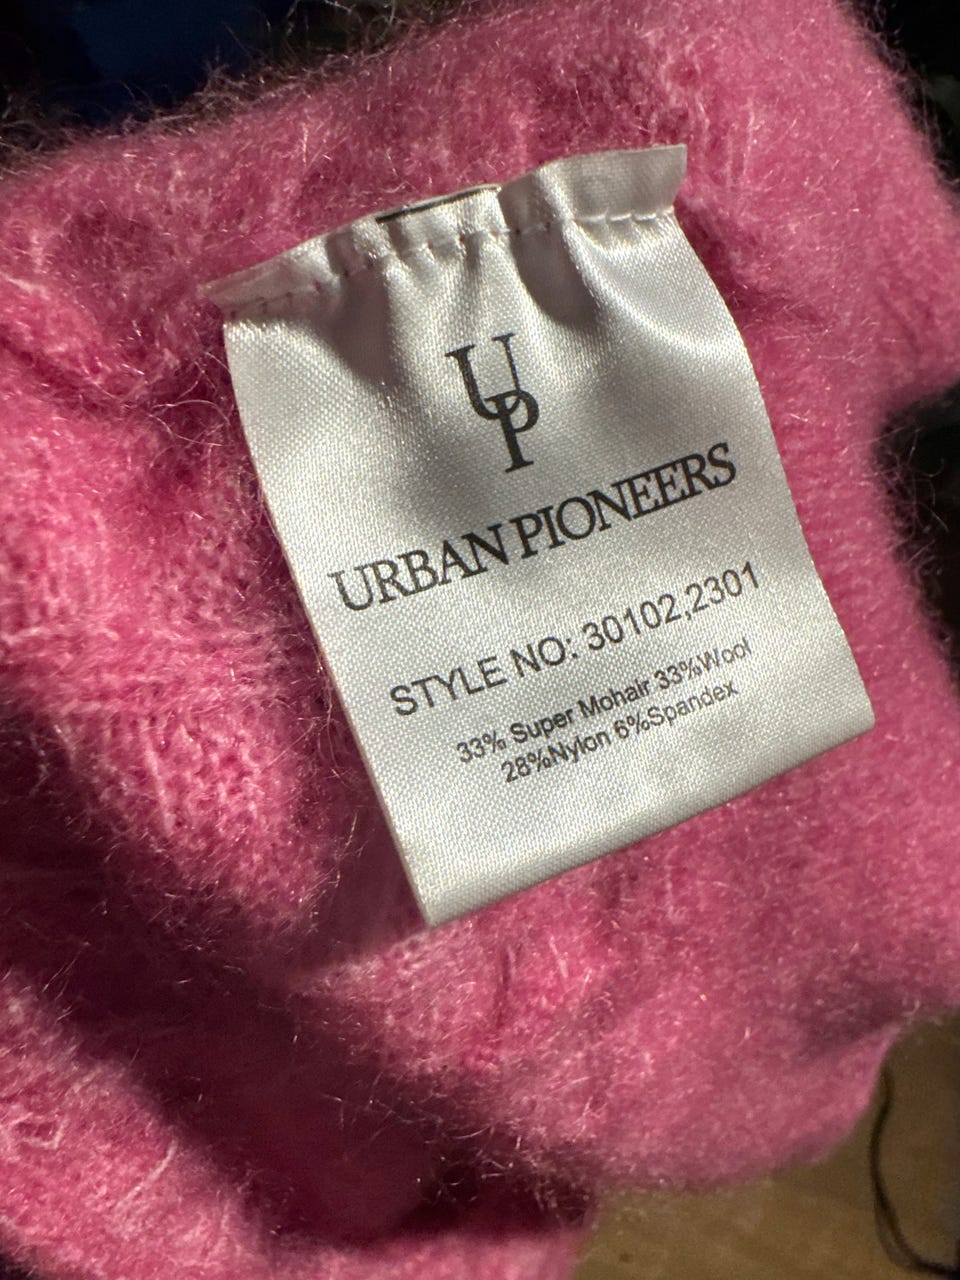 UP
URBAN PIONEERS
STYLE NO: 30102,2301
33% Super Mohair 33%Wool
28%Nylon 6%Spandex